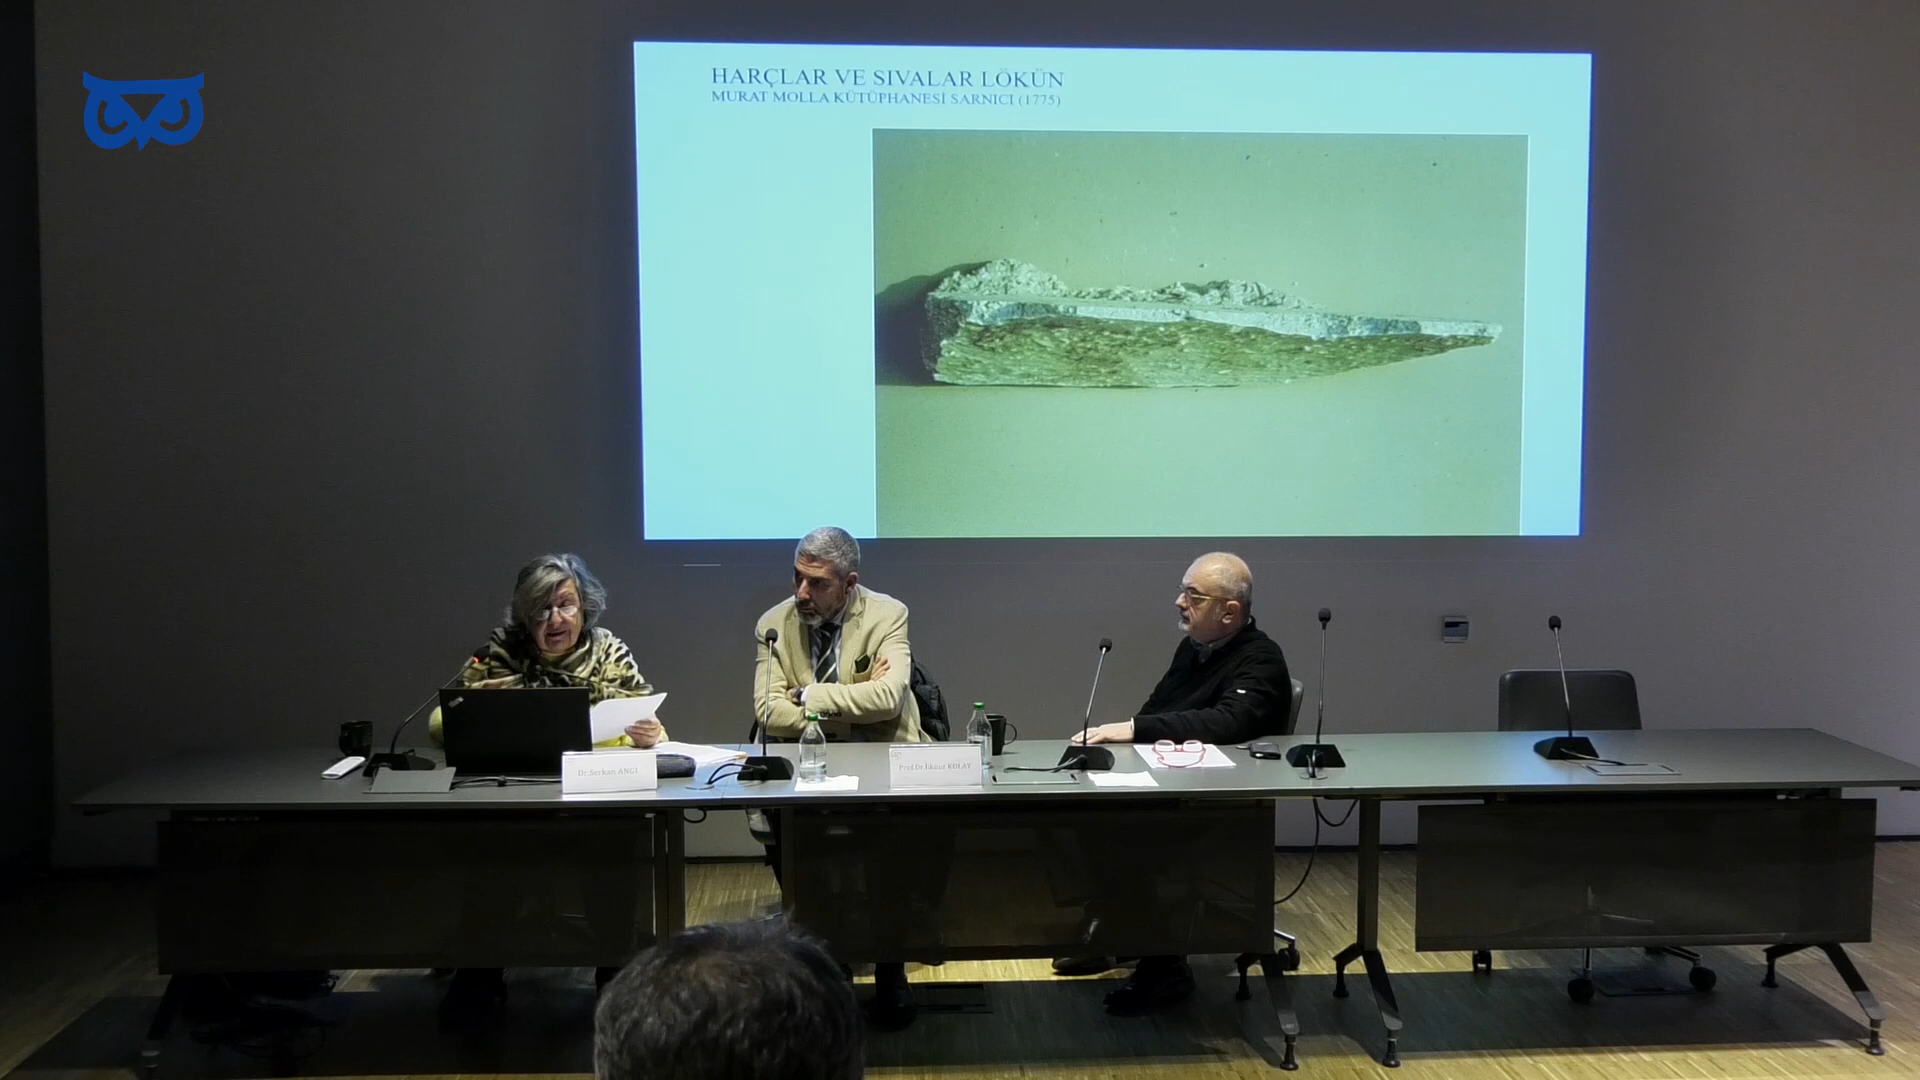 HARÇLAR VE SIVALAR LÖKÜN
MURAT MOLLA KÜTÜPHANESİ SARNICI (1775)
Dr.Serkan ANGI
Prof.Dr.İlknur KOLAY